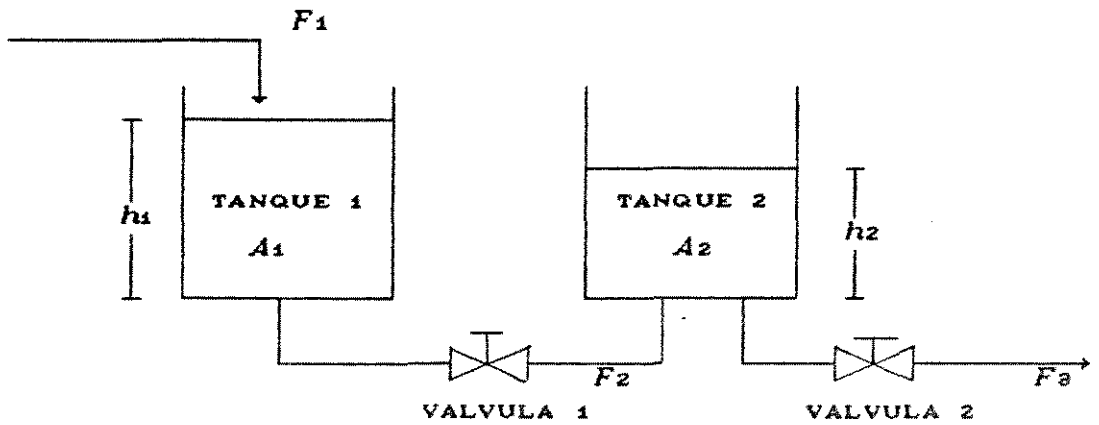 F1
TANQUE 1
A1
h1
TANQUE 2
A2
h2
F2
F3
VALVULA 1
VALVULA 2